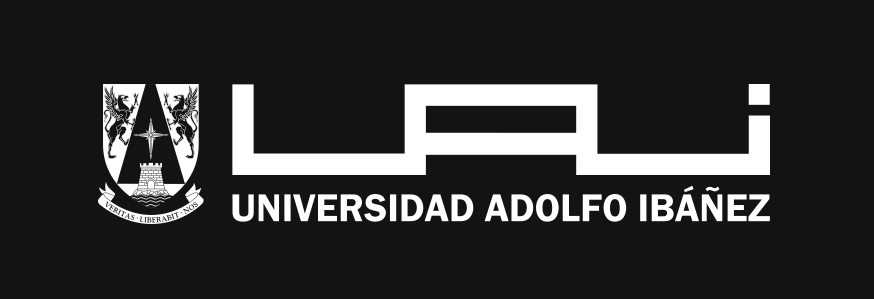 VERITAS · LIBERABIT · NOS
UAi
UNIVERSIDAD ADOLFO IBÁÑEZ